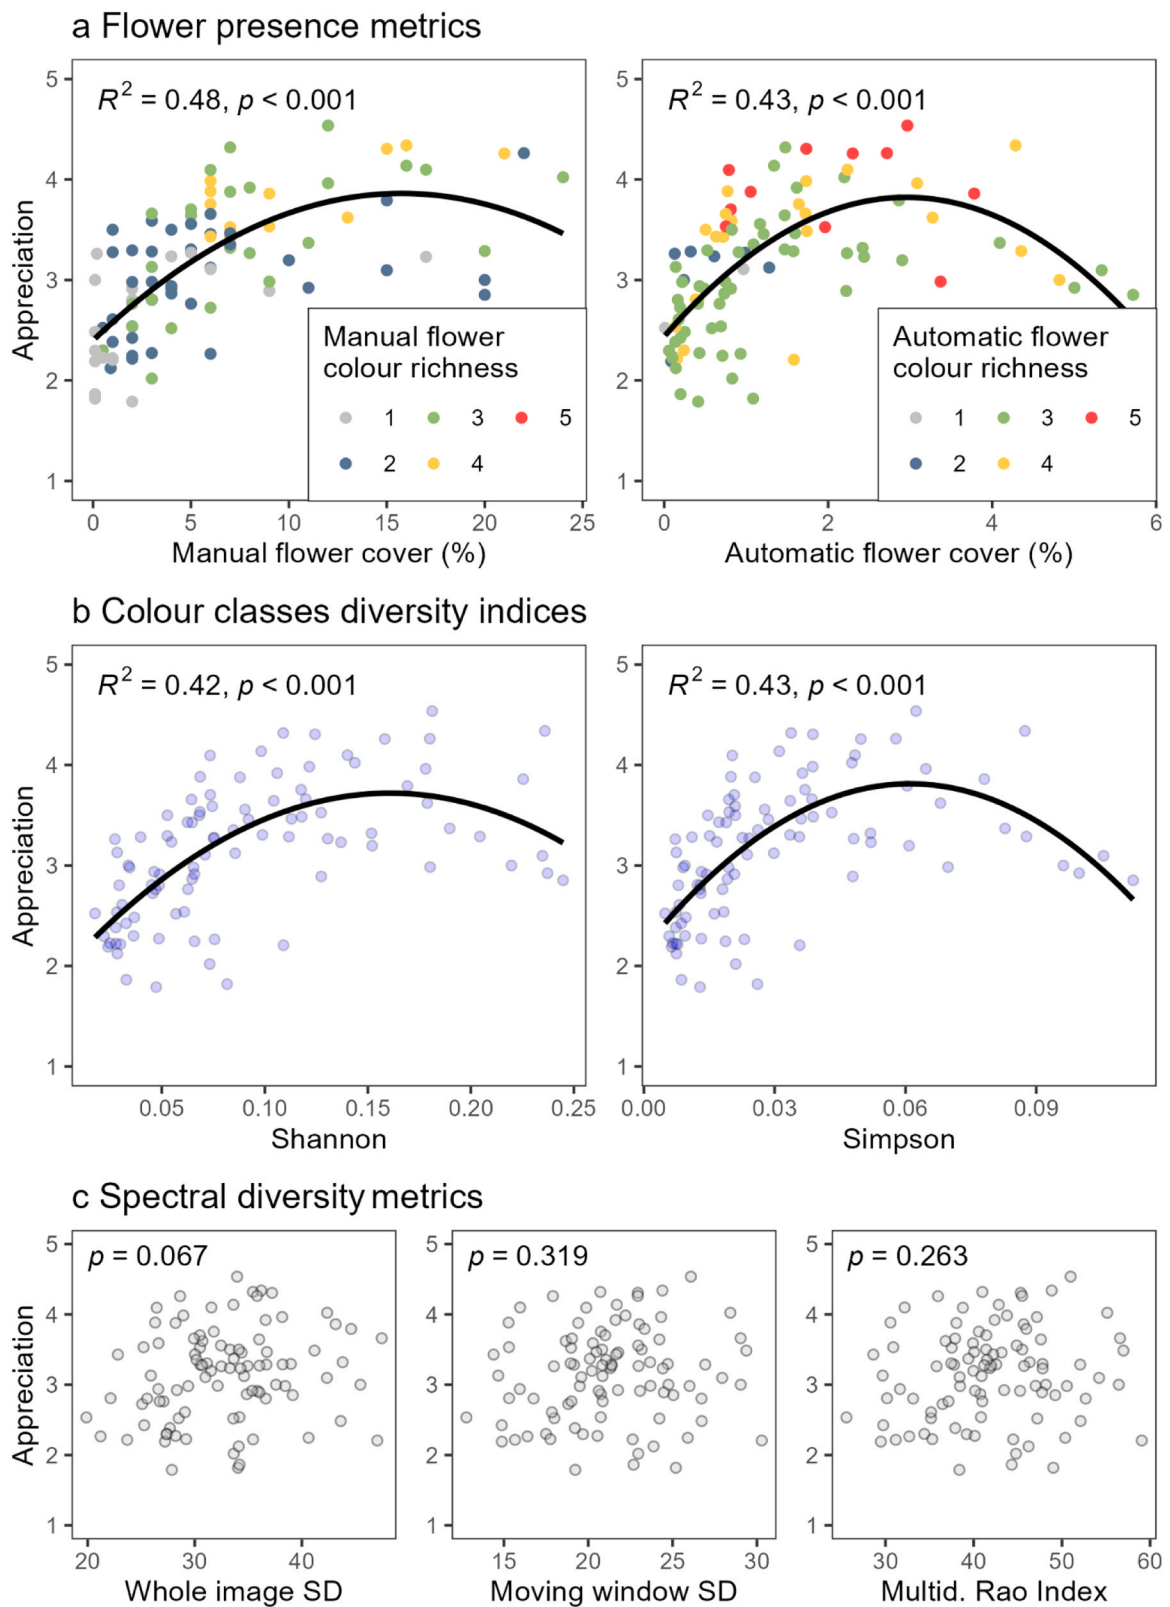 a Flower presence metrics
R² = 0.48, p < 0.001
R² = 0.43, p < 0.001
Appreciation
5
4
3
2
1
Manual flower
colour richness
1 3 5
2 4
0 5 10 15 20 25
Manual flower cover (%)
5
4
3
2
1
Automatic flower
colour richness
1 3 5
2 4
0 2 4 6
Automatic flower cover (%)
b Colour classes diversity indices
R² = 0.42, p < 0.001
R² = 0.43, p < 0.001
Appreciation
5
4
3
2
1
0.05 0.10 0.15 0.20 0.25
Shannon
5
4
3
2
1
0.00 0.03 0.06 0.09
Simpson
c Spectral diversity metrics
p = 0.067
p = 0.319
p = 0.263
Appreciation
5
4
3
2
1
20 30 40
Whole image SD
5
4
3
2
1
15 20 25 30
Moving window SD
5
4
3
2
1
30 40 50 60
Multid. Rao Index